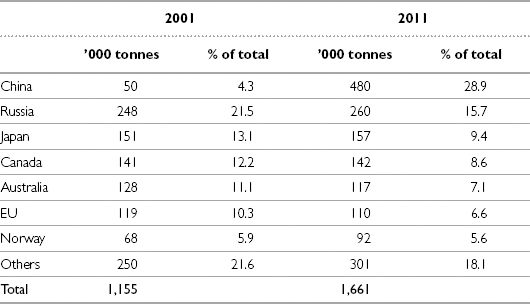 2001 2011
’000 tonnes % of total ’000 tonnes % of total
China 50 4.3 480 28.9
Russia 248 21.5 260 15.7
Japan 151 13.1 157 9.4
Canada 141 12.2 142 8.6
Australia 128 11.1 117 7.1
EU 119 10.3 110 6.6
Norway 68 5.9 92 5.6
Others 250 21.6 301 18.1
Total 1,155 1,661